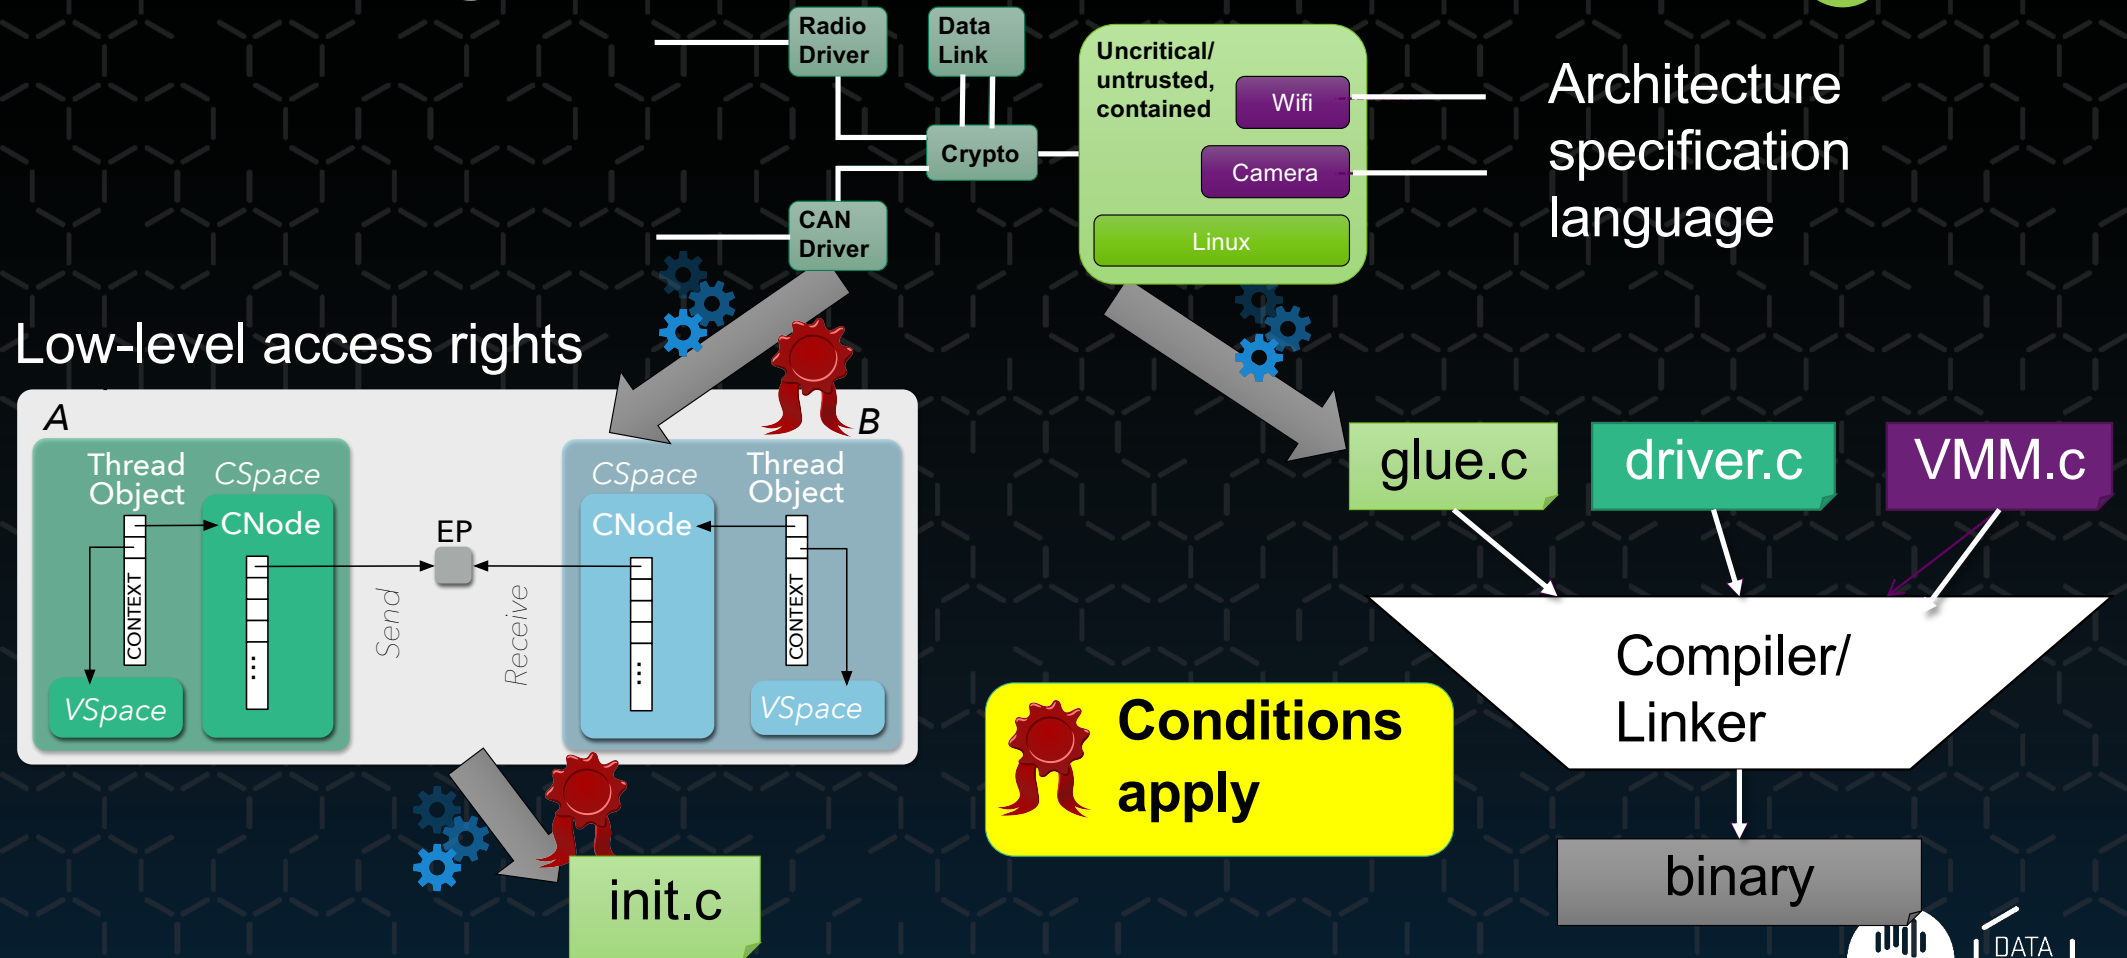 Radio
Driver
Data
Link
Uncritical/
untrusted,
contained
Wifi
Camera
Linux
Crypto
CAN
Driver
Architecture
specification
language
Low-level access rights
A
B
Thread
Object
CSpace
CNode
CONTEXT
VSpace
...
EP
Send
Receive
CSpace
CNode
...
Thread
Object
CONTEXT
VSpace
glue.c
driver.c
VMM.c
Compiler/
Linker
binary
Conditions
apply
init.c
DATA